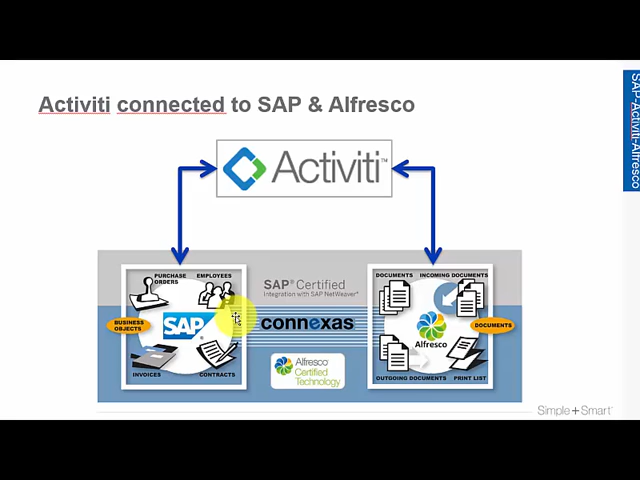 Activiti connected to SAP & Alfresco
SAP-Activiti-Alfresco
Activiti™
PURCHASE
ORDERS
EMPLOYEES
BUSINESS
OBJECTS
SAP
®
INVOICES
CONTRACTS
SAP® Certified
Integration with SAP NetWeaver®
connexas
Alfresco
Certified
Technology
DOCUMENTS
INCOMING DOCUMENTS
Alfresco
DOCUMENTS
OUTGOING DOCUMENTS
PRINT LIST
Simple+Smart